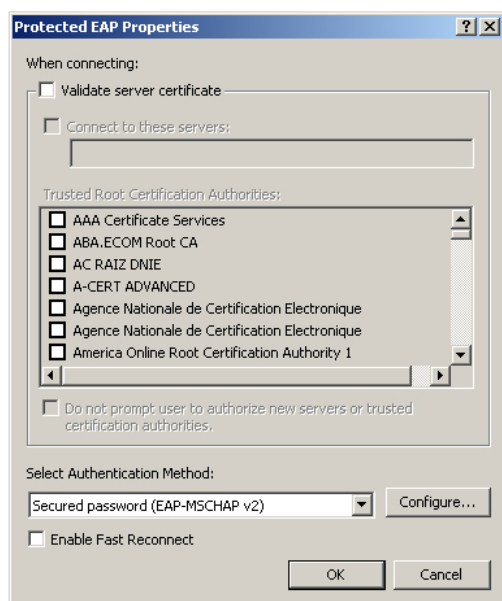 Protected EAP Properties
When connecting:
Validate server certificate
Connect to these servers:
Trusted Root Certification Authorities:
AAA Certificate Services
ABA.ECOM Root CA
AC RAIZ DNIE
A-CERT ADVANCED
Agence Nationale de Certification Electronique
Agence Nationale de Certification Electronique
America Online Root Certification Authority 1
Do not prompt user to authorize new servers or trusted
certification authorities.
Select Authentication Method:
Secured password (EAP-MSCHAP v2)
Configure...
Enable Fast Reconnect
OK
Cancel